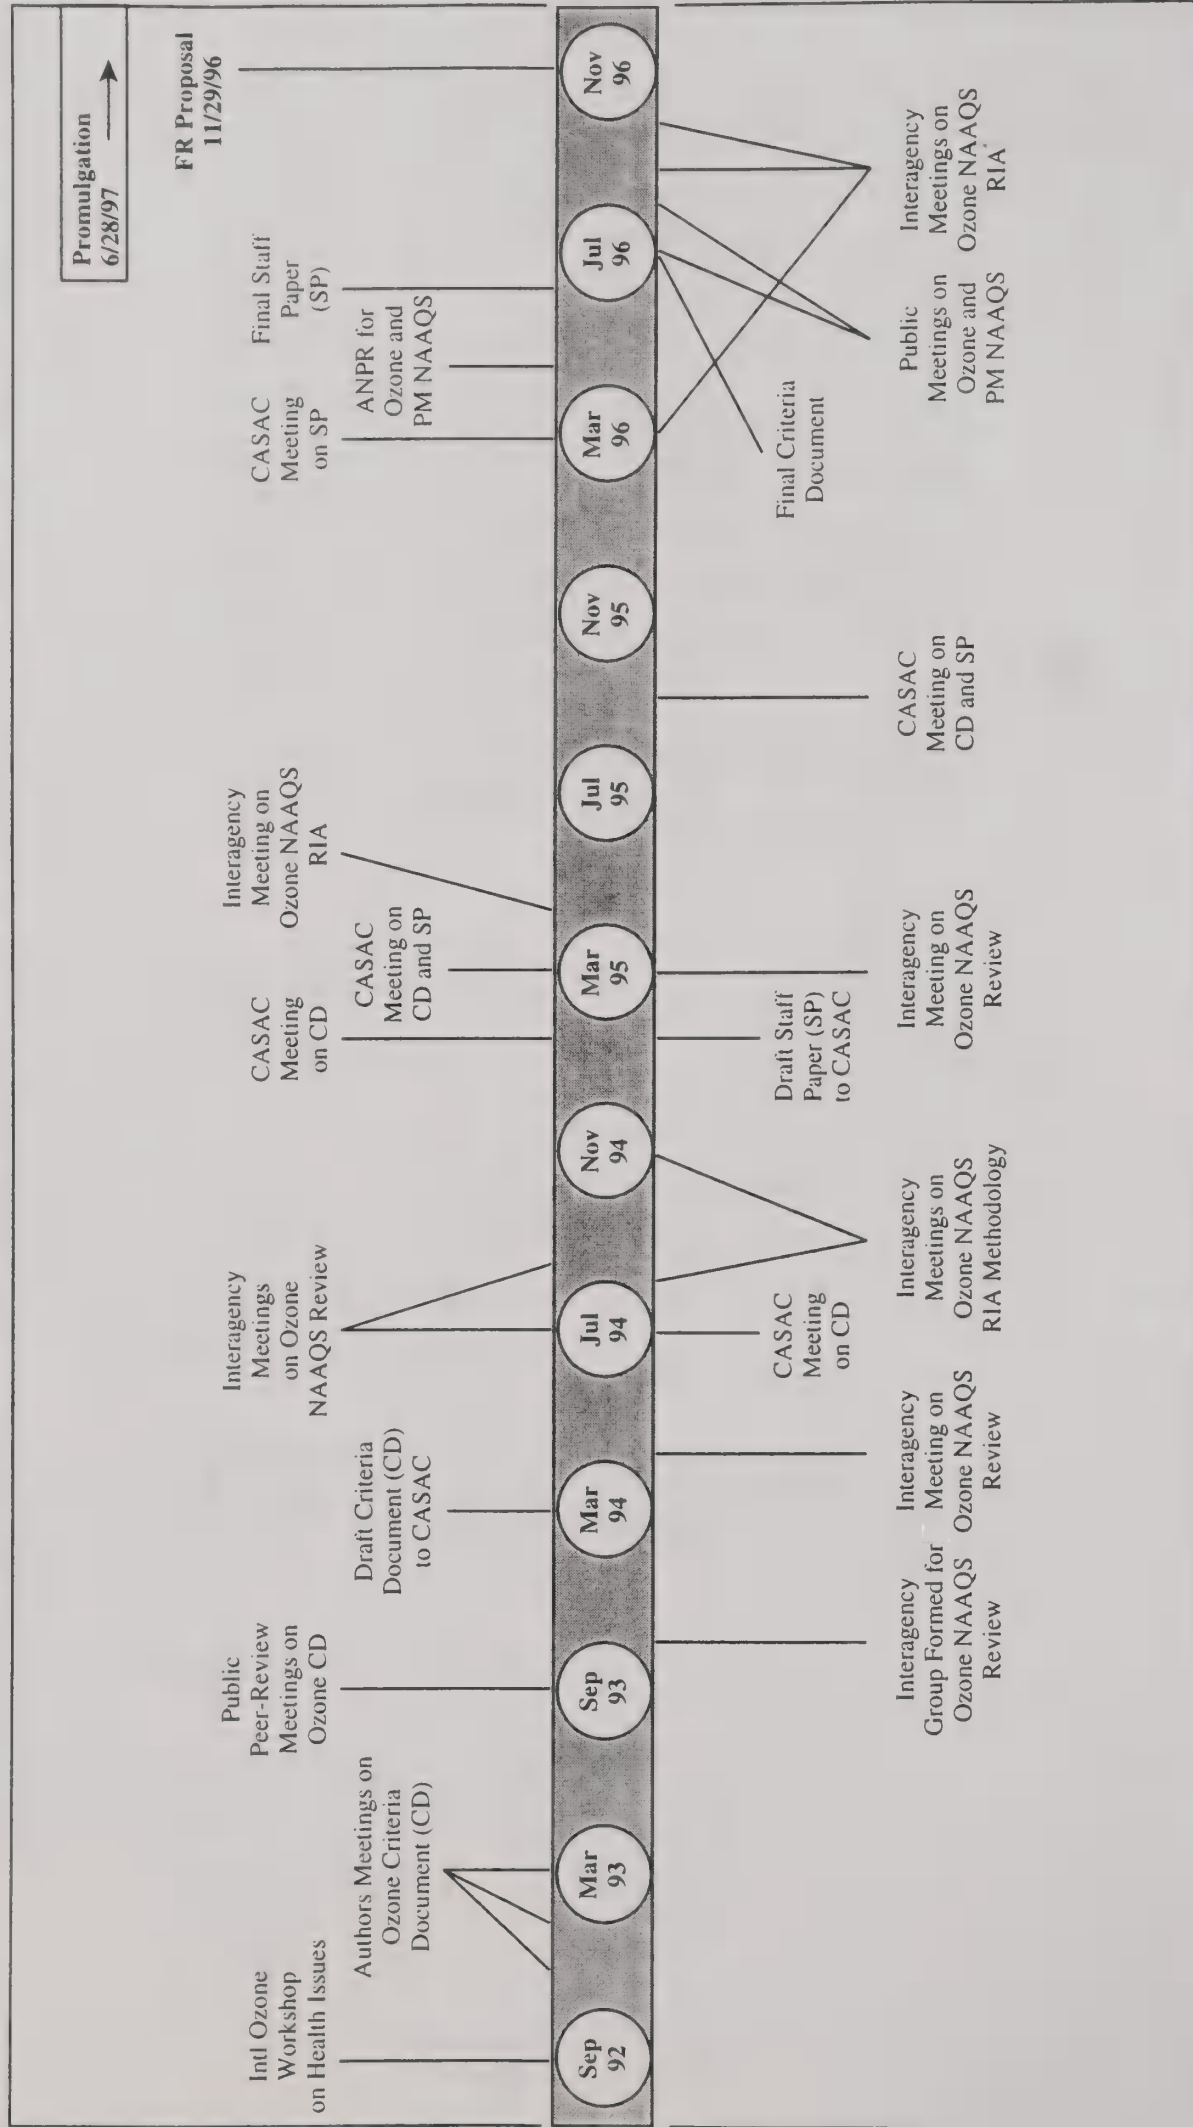 Promulgation
6/28/97
FR Proposal
11/29/96
Intl Ozone
Workshop
on Health Issues
Authors Meetings on
Ozone Criteria
Document (CD)
Public
Peer-Review
Meetings on
Ozone CD
Draft Criteria
Document (CD)
to CASAC
Interagency
Meetings
on Ozone
NAAQS Review
CASAC
Meeting
on CD
CASAC
Meeting on
CD and SP
Interagency
Meeting on
Ozone NAAQS
RIA
CASAC
Meeting
on SP
ANPR for
Ozone and
PM NAAQS
Final Staff
Paper
(SP)
Sep
92
Mar
93
Sep
93
Mar
94
Jul
94
Nov
94
Mar
95
Jul
95
Nov
95
Mar
96
Jul
96
Nov
96
Interagency
Group Formed for
Ozone NAAQS
Review
Interagency
Meeting on
Ozone NAAQS
Review
CASAC
Meeting
on CD
Interagency
Meetings on
Ozone NAAQS
RIA Methodology
Draft Staff
Paper (SP)
to CASAC
Interagency
Meeting on
Ozone NAAQS
Review
CASAC
Meeting on
CD and SP
Final Criteria
Document
Public
Meetings on
Ozone and
PM NAAQS
Interagency
Meetings on
Ozone NAAQS
RIA